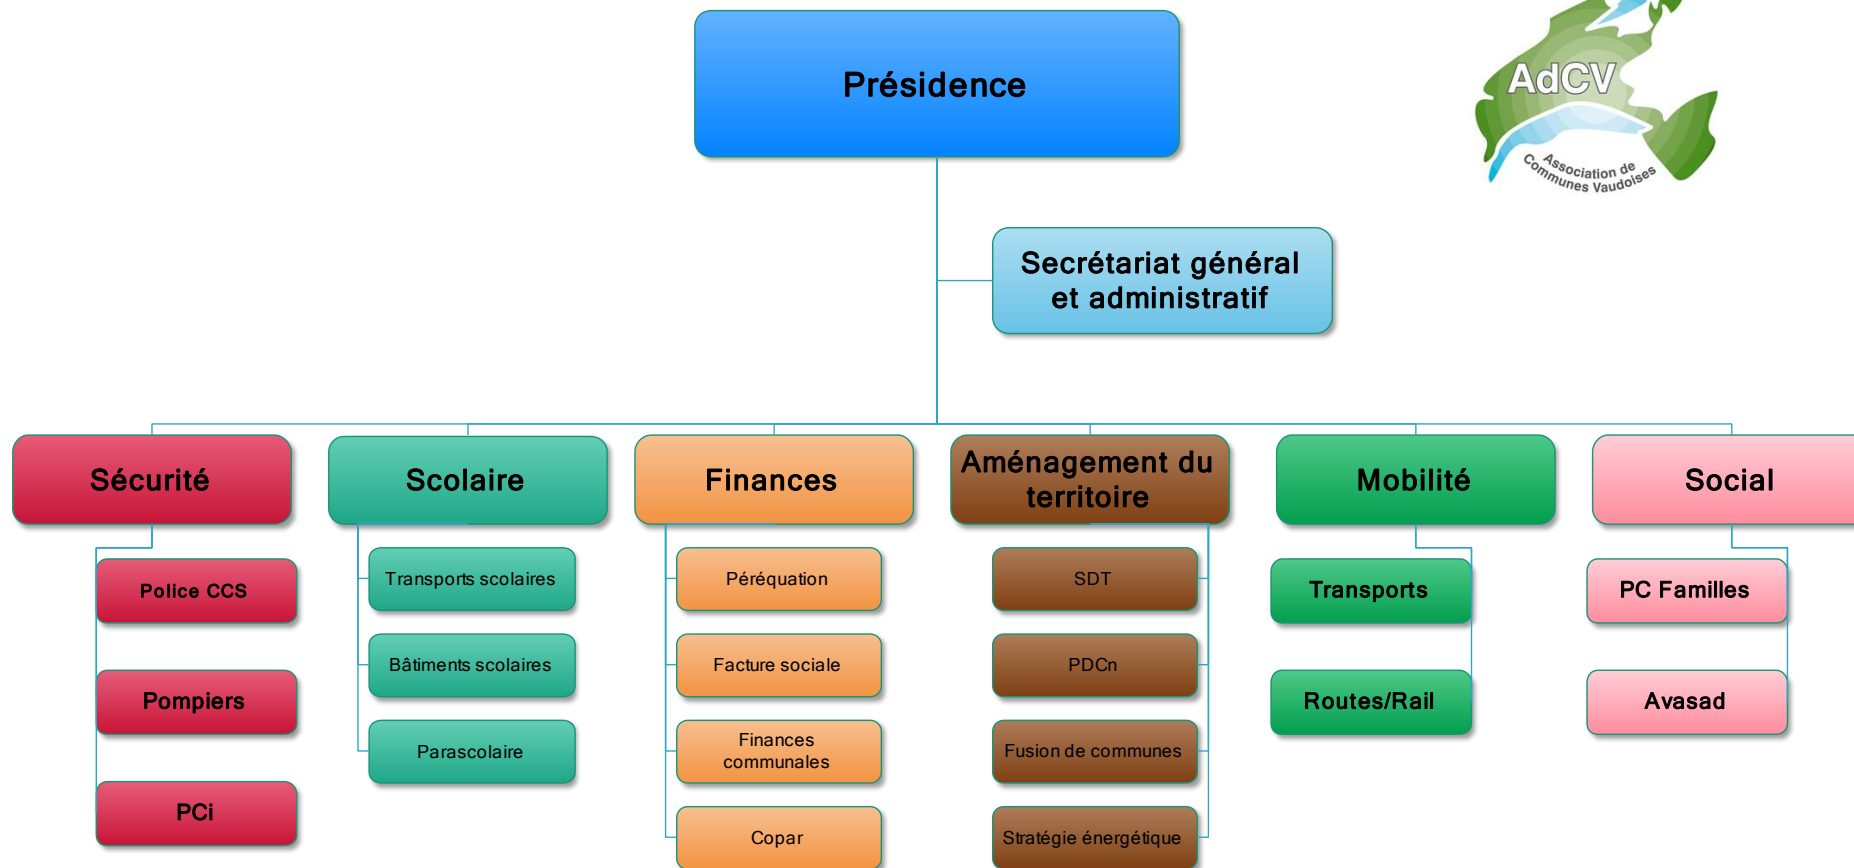 Présidence
AdCV
Association de
Communes Vaudoises
Secrétariat général
et administratif
Sécurité
Scolaire
Finances
Aménagement du
territoire
Mobilité
Social
Police CCS
Pompiers
PCi
Transports scolaires
Bâtiments scolaires
Parascolaire
Péréquation
Facture sociale
Finances
communales
Copar
SDT
PDCn
Fusion de communes
Stratégie énergétique
Transports
Routes/Rail
PC Familles
Avasad